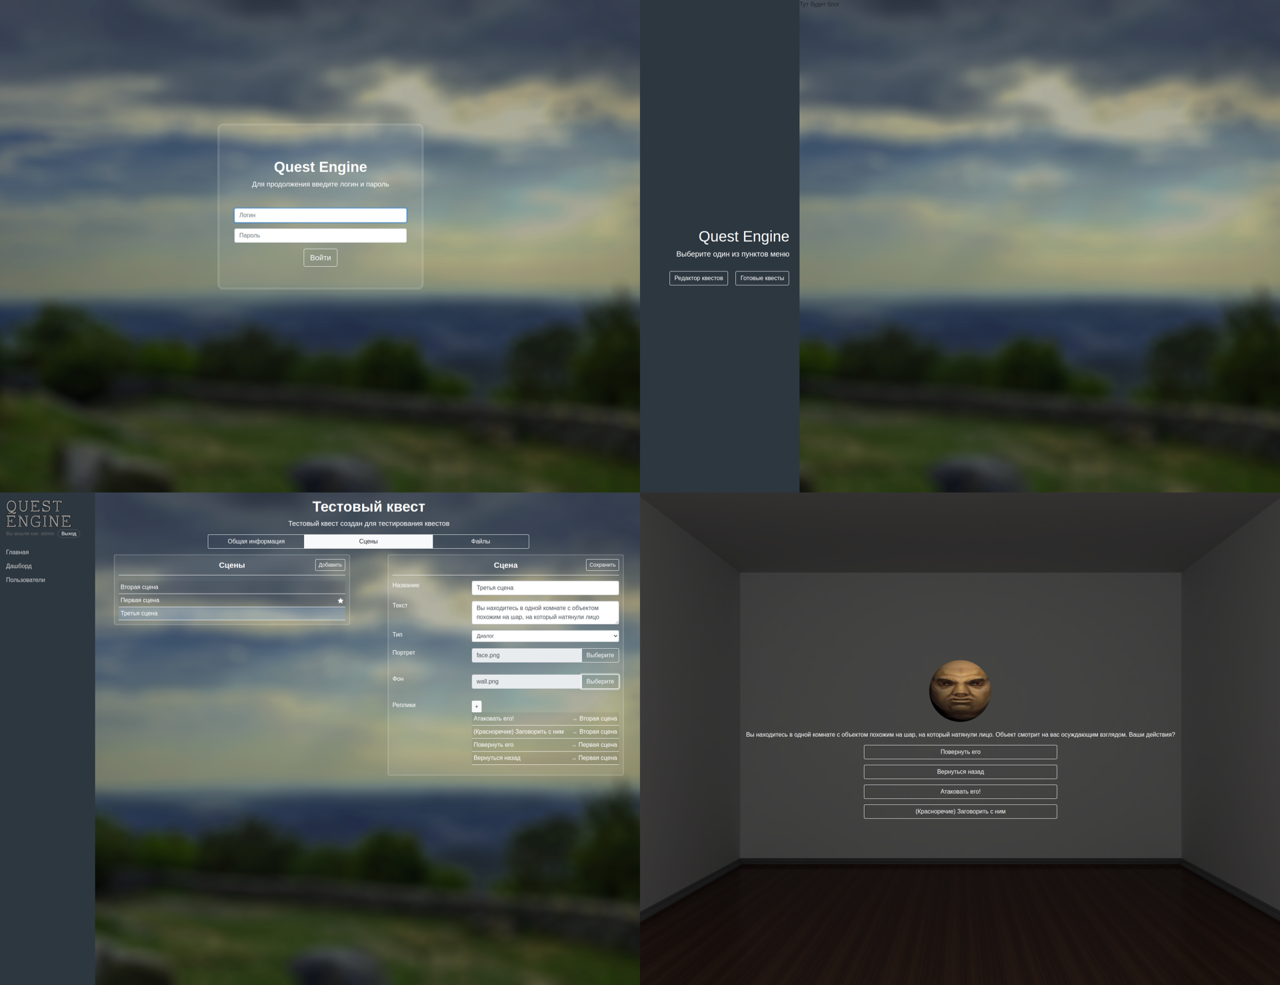 Quest Engine
Для продолжения введите логин и пароль
Логин
Пароль
Войти
Тут будет блог
Quest Engine
Выберите один из пунктов меню
Редактор квестов
Готовые квесты
QUEST
ENGINE
Вы вошли как: admin
Выход
Главная
Дашборд
Пользователи
Тестовый квест
Тестовый квест создан для тестирования квестов
Общая информация
Сцены
Файлы
Сцены
Добавить
Вторая сцена
Первая сцена
Третья сцена
Сцена
Сохранить
Название
Третья сцена
Текст
Вы находитесь в одной комнате с объектом
похожим на шар, на который натянули лицо.
Тип
Диалог
Портрет
face.png
Выберите
Фон
wall.png
Выберите
Реплики
+
Атаковать его!
→ Вторая сцена
(Красноречие) Заговорить с ним
→ Вторая сцена
Повернуть его
→ Первая сцена
Вернуться назад
→ Первая сцена
Вы находитесь в одной комнате с объектом похожим на шар, на который натянули лицо. Объект смотрит на вас осуждающим взглядом. Ваши действия?
Повернуть его
Вернуться назад
Атаковать его!
(Красноречие) Заговорить с ним